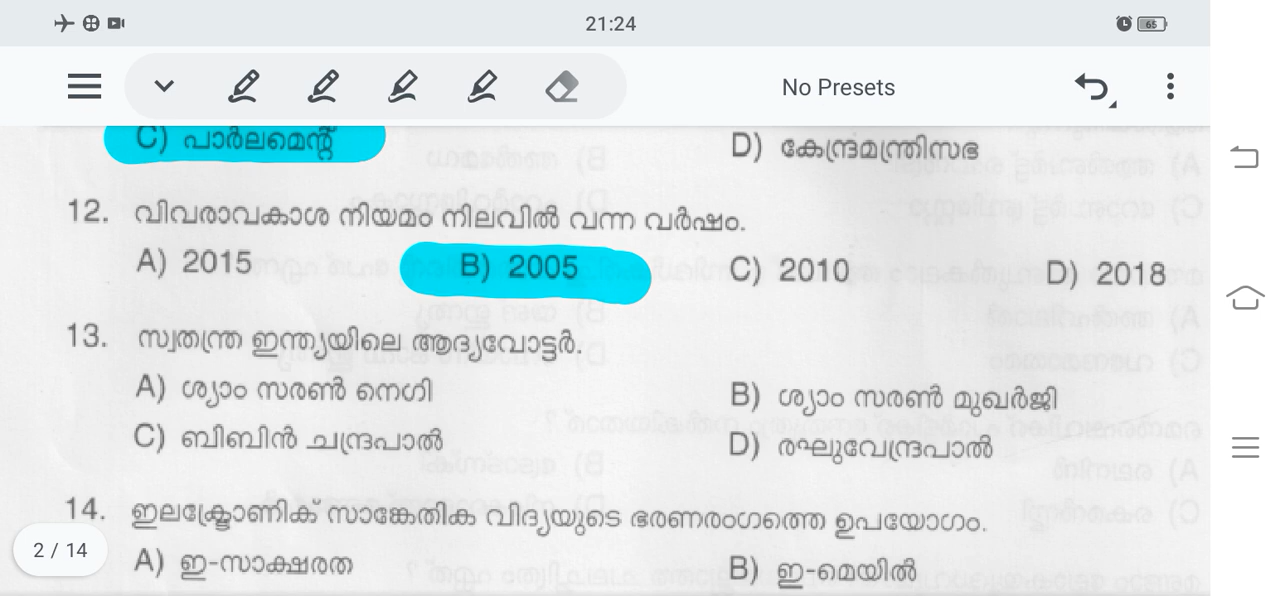 21:24
65
No Presets
C) പാർലമെന്റ്
D) കേന്ദ്രമന്ത്രിസഭ
12. വിവരാവകാശ നിയമം നിലവിൽ വന്ന വർഷം.
A) 2015 B) 2005 C) 2010 D) 2018
13. സ്വതന്ത്ര ഇന്ത്യയിലെ ആദ്യവോട്ടർ.
A) ശ്യാം സരൺ നെഗി B) ശ്യാം സരൺ മുഖർജി
C) ബിബിൻ ചന്ദ്രപാൽ D) രഘുവേന്ദ്രപാൽ
14. ഇലക്ട്രോണിക് സാങ്കേതിക വിദ്യയുടെ ഭരണരംഗത്തെ ഉപയോഗം.
2 / 14
A) ഇ-സാക്ഷരത B) ഇ-മെയിൽ